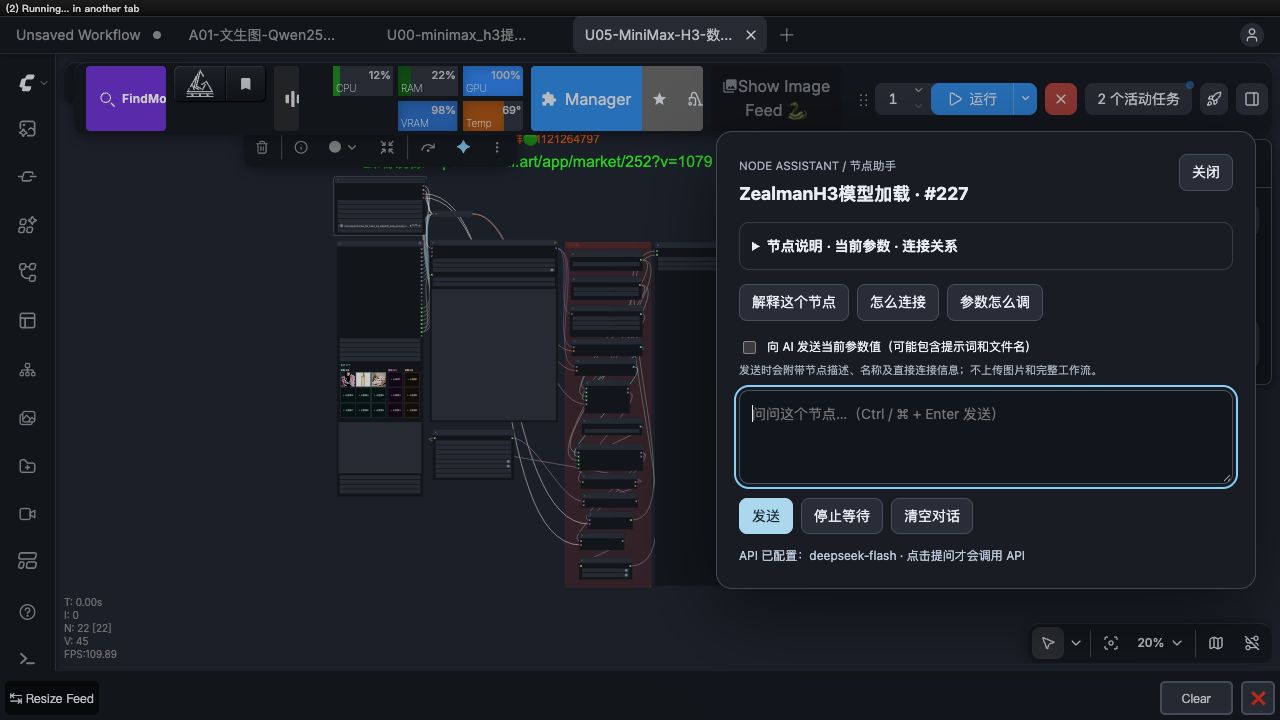 (2) Running... in another tab
Unsaved Workflow
A01-文生图-Qwen25...
U00-minimax_h3提...
U05-MiniMax-H3-数...
FindMo
12%
CPU
22%
RAM
100%
GPU
98%
VRAM
69°
Temp
Manager
Show Image
Feed
1
运行
2 个活动任务
1121264797
.art/app/market/252?v=1079
NODE ASSISTANT / 节点助手
关闭
ZealmanH3模型加载 · #227
节点说明 · 当前参数 · 连接关系
解释这个节点
怎么连接
参数怎么调
向 AI 发送当前参数值（可能包含提示词和文件名）
发送时会附带节点描述、名称及直接连接信息；不上传图片和完整工作流。
问问这个节点...（Ctrl / ⌘ + Enter 发送）
发送
停止等待
清空对话
API 已配置：deepseek-flash · 点击提问才会调用 API
T: 0.00s
I: 0
N: 22 [22]
V: 45
FPS:109.89
20%
Resize Feed
Clear